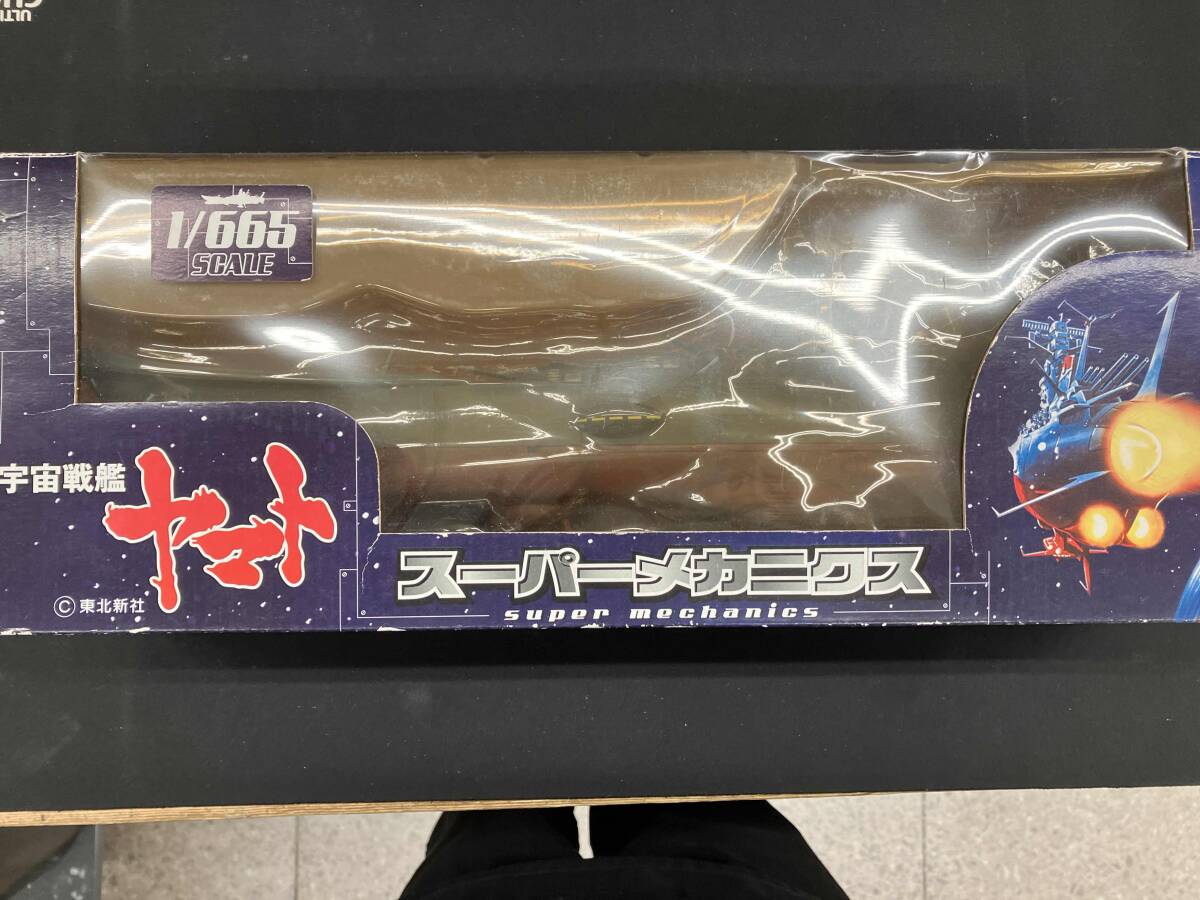 1/665
SCALE
宇宙戦艦
ヤマト
©東北新社
スーパーメカニクス
super mechanics